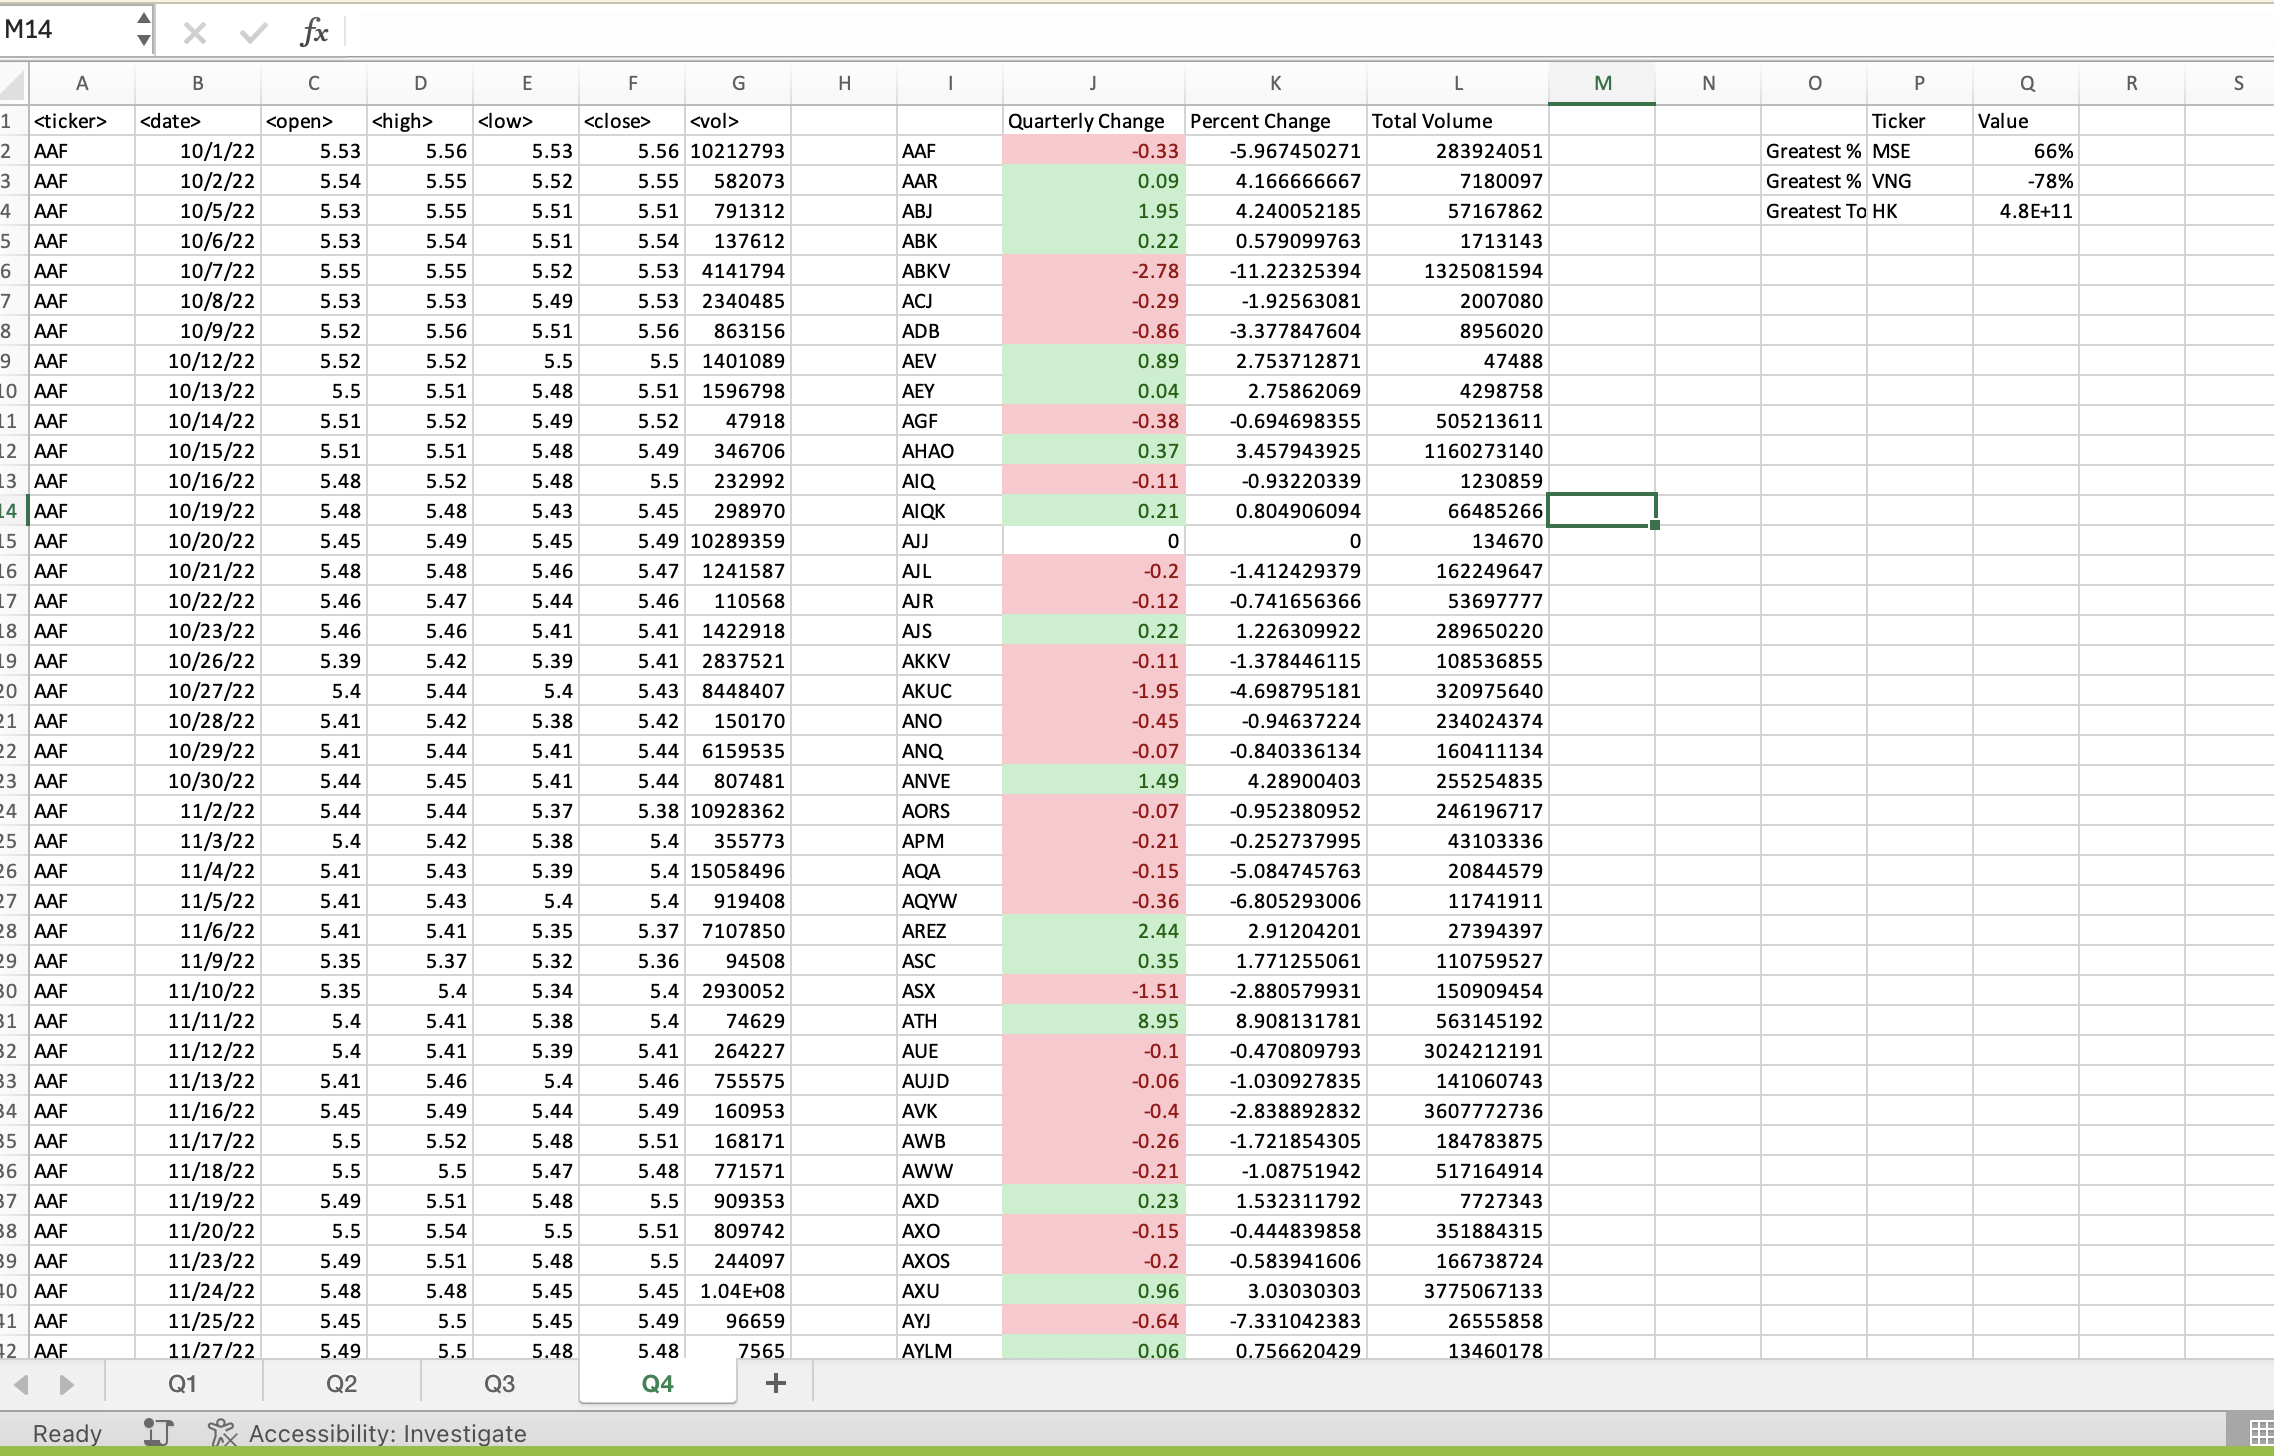 M14 fx
A B C D E F G H I J K L M N O P Q R S
1 <ticker> <date> <open> <high> <low> <close> <vol> Quarterly Change Percent Change Total Volume Ticker Value
2 AAF 10/1/22 5.53 5.56 5.53 5.56 10212793 AAF -0.33 -5.967450271 283924051 Greatest % MSE 66%
3 AAF 10/2/22 5.54 5.55 5.52 5.55 582073 AAR 0.09 4.166666667 7180097 Greatest % VNG -78%
4 AAF 10/5/22 5.53 5.55 5.51 5.51 791312 ABJ 1.95 4.240052185 57167862 Greatest To HK 4.8E+11
5 AAF 10/6/22 5.53 5.54 5.51 5.54 137612 ABK 0.22 0.579099763 1713143
6 AAF 10/7/22 5.55 5.55 5.52 5.53 4141794 ABKV -2.78 -11.22325394 1325081594
7 AAF 10/8/22 5.53 5.53 5.49 5.53 2340485 ACJ -0.29 -1.92563081 2007080
8 AAF 10/9/22 5.52 5.56 5.51 5.56 863156 ADB -0.86 -3.377847604 8956020
9 AAF 10/12/22 5.52 5.52 5.5 5.5 1401089 AEV 0.89 2.753712871 47488
10 AAF 10/13/22 5.5 5.51 5.48 5.51 1596798 AEY 0.04 2.75862069 4298758
11 AAF 10/14/22 5.51 5.52 5.49 5.52 47918 AGF -0.38 -0.694698355 505213611
12 AAF 10/15/22 5.51 5.51 5.48 5.49 346706 AHAO 0.37 3.457943925 1160273140
13 AAF 10/16/22 5.48 5.52 5.48 5.5 232992 AIQ -0.11 -0.93220339 1230859
14 AAF 10/19/22 5.48 5.48 5.43 5.45 298970 AIQK 0.21 0.804906094 66485266
15 AAF 10/20/22 5.45 5.49 5.45 5.49 10289359 AJJ 0 0 134670
16 AAF 10/21/22 5.48 5.48 5.46 5.47 1241587 AJL -0.2 -1.412429379 162249647
17 AAF 10/22/22 5.46 5.47 5.44 5.46 110568 AJR -0.12 -0.741656366 53697777
18 AAF 10/23/22 5.46 5.46 5.41 5.41 1422918 AJS 0.22 1.226309922 289650220
19 AAF 10/26/22 5.39 5.42 5.39 5.41 2837521 AKKV -0.11 -1.378446115 108536855
20 AAF 10/27/22 5.4 5.44 5.4 5.43 8448407 AKUC -1.95 -4.698795181 320975640
21 AAF 10/28/22 5.41 5.42 5.38 5.42 150170 ANO -0.45 -0.94637224 234024374
22 AAF 10/29/22 5.41 5.44 5.41 5.44 6159535 ANQ -0.07 -0.840336134 160411134
23 AAF 10/30/22 5.44 5.45 5.41 5.44 807481 ANVE 1.49 4.28900403 255254835
24 AAF 11/2/22 5.44 5.44 5.37 5.38 10928362 AORS -0.07 -0.952380952 246196717
25 AAF 11/3/22 5.4 5.42 5.38 5.4 355773 APM -0.21 -0.252737995 43103336
26 AAF 11/4/22 5.41 5.43 5.39 5.4 15058496 AQA -0.15 -5.084745763 20844579
27 AAF 11/5/22 5.41 5.43 5.4 5.4 919408 AQYW -0.36 -6.805293006 11741911
28 AAF 11/6/22 5.41 5.41 5.35 5.37 7107850 AREZ 2.44 2.91204201 27394397
29 AAF 11/9/22 5.35 5.37 5.32 5.36 94508 ASC 0.35 1.771255061 110759527
30 AAF 11/10/22 5.35 5.4 5.34 5.4 2930052 ASX -1.51 -2.880579931 150909454
31 AAF 11/11/22 5.4 5.41 5.38 5.4 74629 ATH 8.95 8.908131781 563145192
32 AAF 11/12/22 5.4 5.41 5.39 5.41 264227 AUE -0.1 -0.470809793 3024212191
33 AAF 11/13/22 5.41 5.46 5.4 5.46 755575 AUJD -0.06 -1.030927835 141060743
34 AAF 11/16/22 5.45 5.49 5.44 5.49 160953 AVK -0.4 -2.838892832 3607772736
35 AAF 11/17/22 5.5 5.52 5.48 5.51 168171 AWB -0.26 -1.721854305 184783875
36 AAF 11/18/22 5.5 5.5 5.47 5.48 771571 AWW -0.21 -1.08751942 517164914
37 AAF 11/19/22 5.49 5.51 5.48 5.5 909353 AXD 0.23 1.532311792 7727343
38 AAF 11/20/22 5.5 5.54 5.5 5.51 809742 AXO -0.15 -0.444839858 351884315
39 AAF 11/23/22 5.49 5.51 5.48 5.5 244097 AXOS -0.2 -0.583941606 166738724
40 AAF 11/24/22 5.48 5.48 5.45 5.45 1.04E+08 AXU 0.96 3.03030303 3775067133
41 AAF 11/25/22 5.45 5.5 5.45 5.49 96659 AYJ -0.64 -7.331042383 26555858
42 AAF 11/27/22 5.49 5.5 5.48 5.48 7565 AYLM 0.06 0.756620429 13460178
Q1 Q2 Q3 Q4 +
Ready Accessibility: Investigate